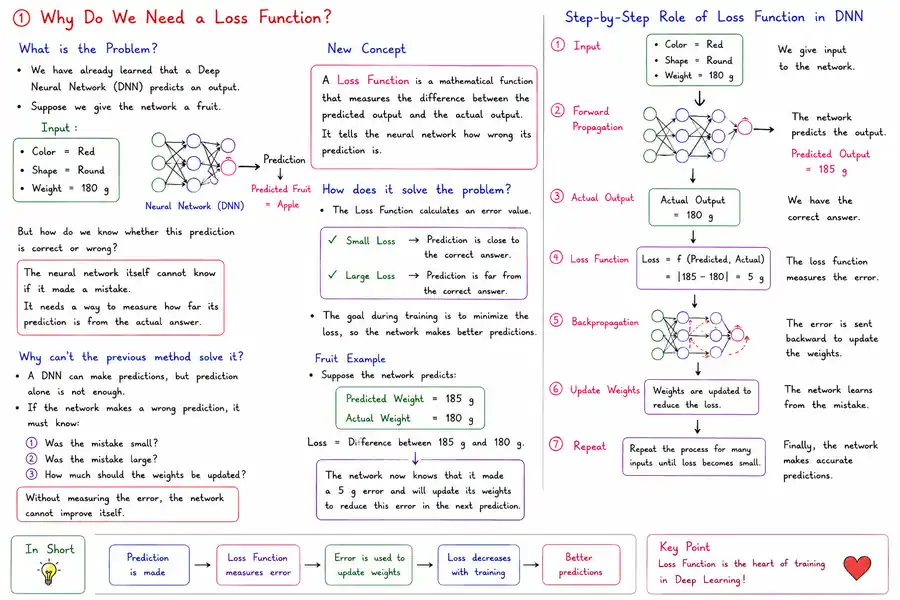 ① Why Do We Need a Loss Function?
What is the Problem?
• We have already learned that a Deep
Neural Network (DNN) predicts an output.
• Suppose we give the network a fruit.
Input :
• Color = Red
• Shape = Round
• Weight = 180 g
Neural Network (DNN)
Prediction
Predicted Fruit
= Apple
But how do we know whether this prediction
is correct or wrong?
The neural network itself cannot know
if it made a mistake.
It needs a way to measure how far its
prediction is from the actual answer.
Why can't the previous method solve it?
• A DNN can make predictions, but prediction
alone is not enough.
• If the network makes a wrong prediction, it
must know:
① Was the mistake small?
② Was the mistake large?
③ How much should the weights be updated?
Without measuring the error, the network
cannot improve itself.
New Concept
A Loss Function is a mathematical function
that measures the difference between the
predicted output and the actual output.
It tells the neural network how wrong its
prediction is.
How does it solve the problem?
• The Loss Function calculates an error value.
✓ Small Loss → Prediction is close to
the correct answer.
✓ Large Loss → Prediction is far from
the correct answer.
• The goal during training is to minimize the
loss, so the network makes better predictions.
Fruit Example
• Suppose the network predicts:
Predicted Weight = 185 g
Actual Weight = 180 g
Loss = Difference between 185 g and 180 g.
The network now knows that it made
a 5 g error and will update its weights
to reduce this error in the next prediction.
Step-by-Step Role of Loss Function in DNN
① Input
• Color = Red
• Shape = Round
• Weight = 180 g
We give input
to the network.
② Forward
Propagation
The network
predicts the output.
Predicted Output
= 185 g
③ Actual Output
Actual Output
= 180 g
We have the
correct answer.
④ Loss Function
Loss = f (Predicted, Actual)
= |185 – 180| = 5 g
The loss function
measures the error.
⑤ Backpropagation
The error is sent
backward to update
the weights.
⑥ Update Weights
Weights are updated to
reduce the loss.
The network learns
from the mistake.
⑦ Repeat
Repeat the process for many
inputs until loss becomes small.
Finally, the network
makes accurate
predictions.
In Short
Prediction
is made
Loss Function
measures error
Error is used to
update weights
Loss decreases
with training
Better
predictions
Key Point
Loss Function is the heart of training
in Deep Learning!